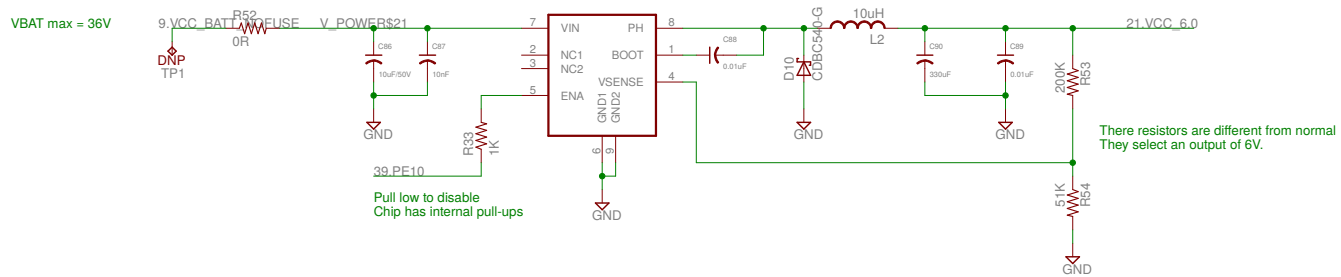 VBAT max = 36V
9.VCC_BATT_NOFUSE
R52
0R
V_POWER$21
DNP
TP1
C86
10uF/50V
C87
10nF
GND
7
VIN
2
NC1
3
NC2
5
ENA
PH
8
BOOT
1
VSENSE
4
GND1
GND2
6
9
GND
R33
1K
39.PE10
Pull low to disable
Chip has internal pull-ups
C88
0.01uF
D10
CDBC540-G
GND
10uH
L2
C90
330uF
C89
0.01uF
GND
21.VCC_6.0
200K
R53
There resistors are different from normal
They select an output of 6V.
51K
R54
GND